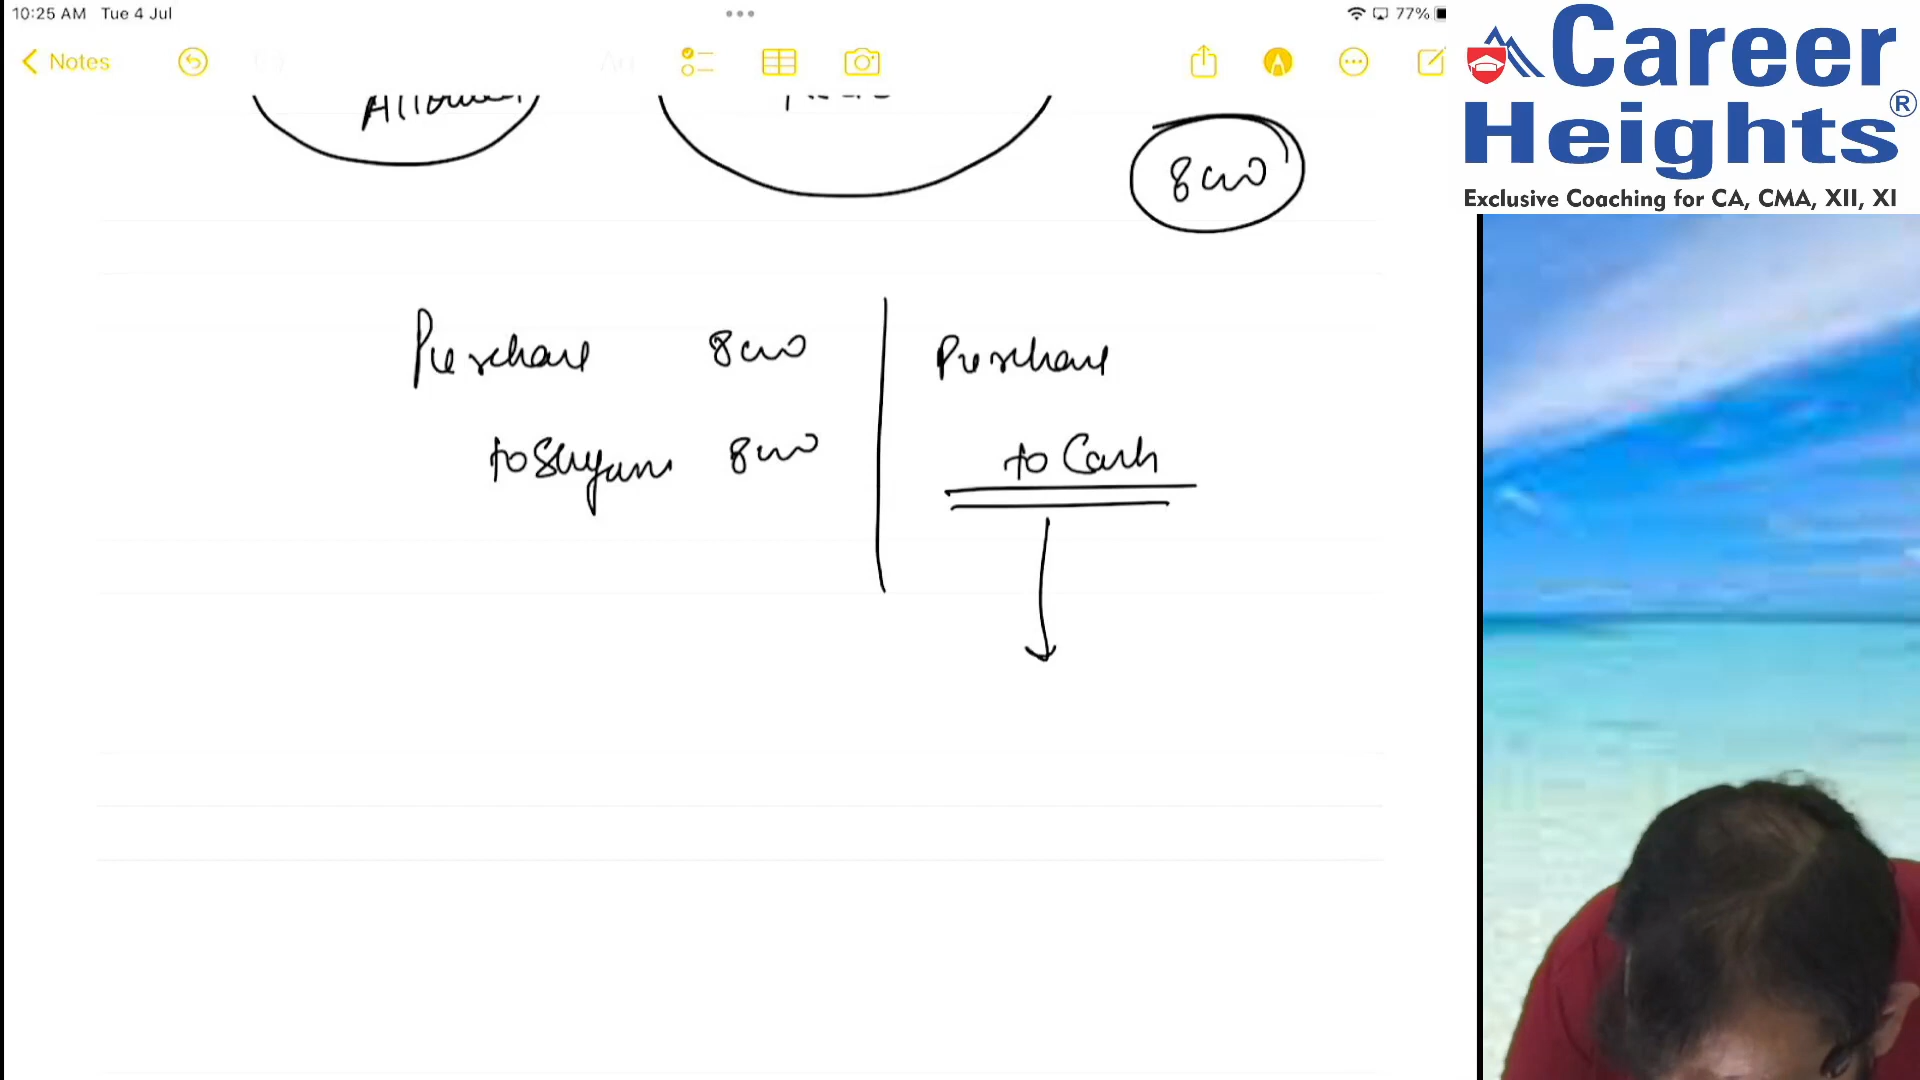 10:25 AM Tue 4 Jul
77%
Notes
Career
Heights®
Exclusive Coaching for CA, CMA, XII, XI
8000
Purchase 8000
to Shyam 8000
Purchase
to Cash